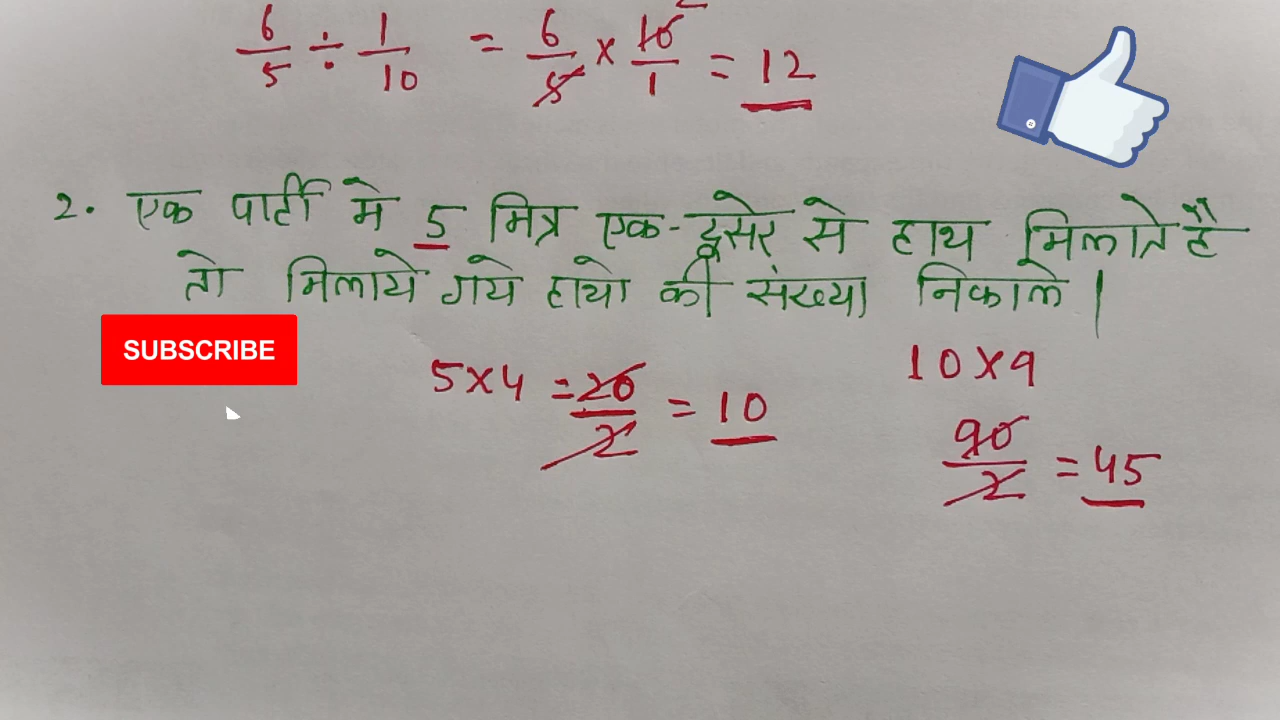 6/5 ÷ 1/10 = 6/5 × 10/1 2 = 12
2. एक पार्टी मे 5 मित्र एक-दूसेर से हाथ मिलाते है
तो मिलाये गये हाथो की संख्या निकाले।
SUBSCRIBE
5×4 = 20/2 = 10
10×9
90/2 = 45